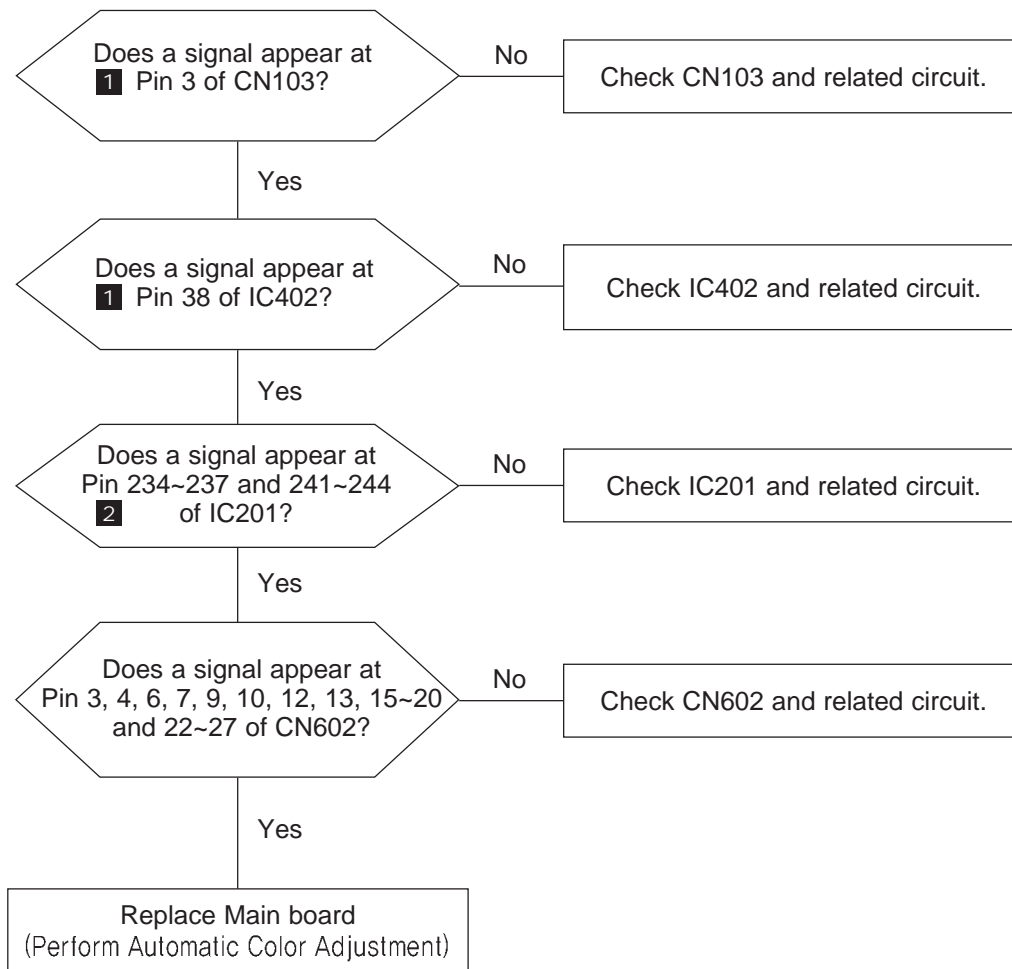 Does a signal appear at
1 Pin 3 of CN103?
No
Check CN103 and related circuit.
Yes
Does a signal appear at
1 Pin 38 of IC402?
No
Check IC402 and related circuit.
Yes
Does a signal appear at
Pin 234~237 and 241~244
2 of IC201?
No
Check IC201 and related circuit.
Yes
Does a signal appear at
Pin 3, 4, 6, 7, 9, 10, 12, 13, 15~20
and 22~27 of CN602?
No
Check CN602 and related circuit.
Yes
Replace Main board
(Perform Automatic Color Adjustment)